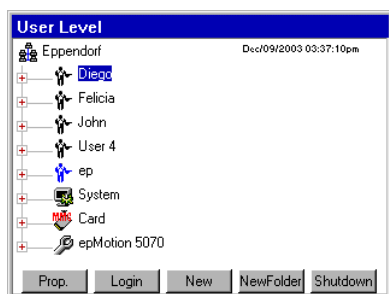 User Level
Eppendorf Dec/09/2003 03:37:10pm
Diego
Felicia
John
User 4
ep
System
MMC Card
epMotion 5070
Prop. Login New NewFolder Shutdown